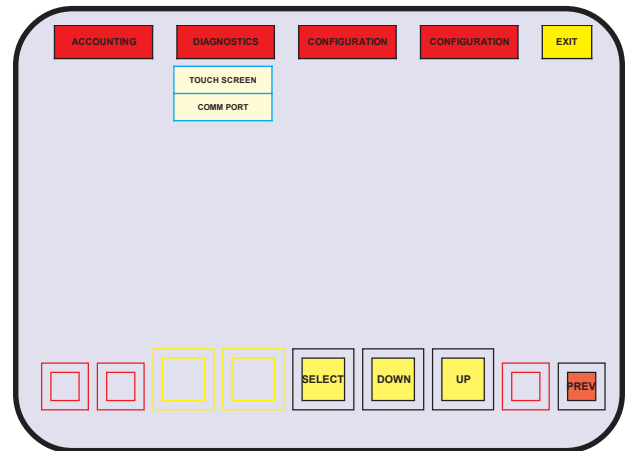 ACCOUNTING
DIAGNOSTICS
CONFIGURATION
CONFIGURATION
EXIT
TOUCH SCREEN
COMM PORT
SELECT
DOWN
UP
PREV